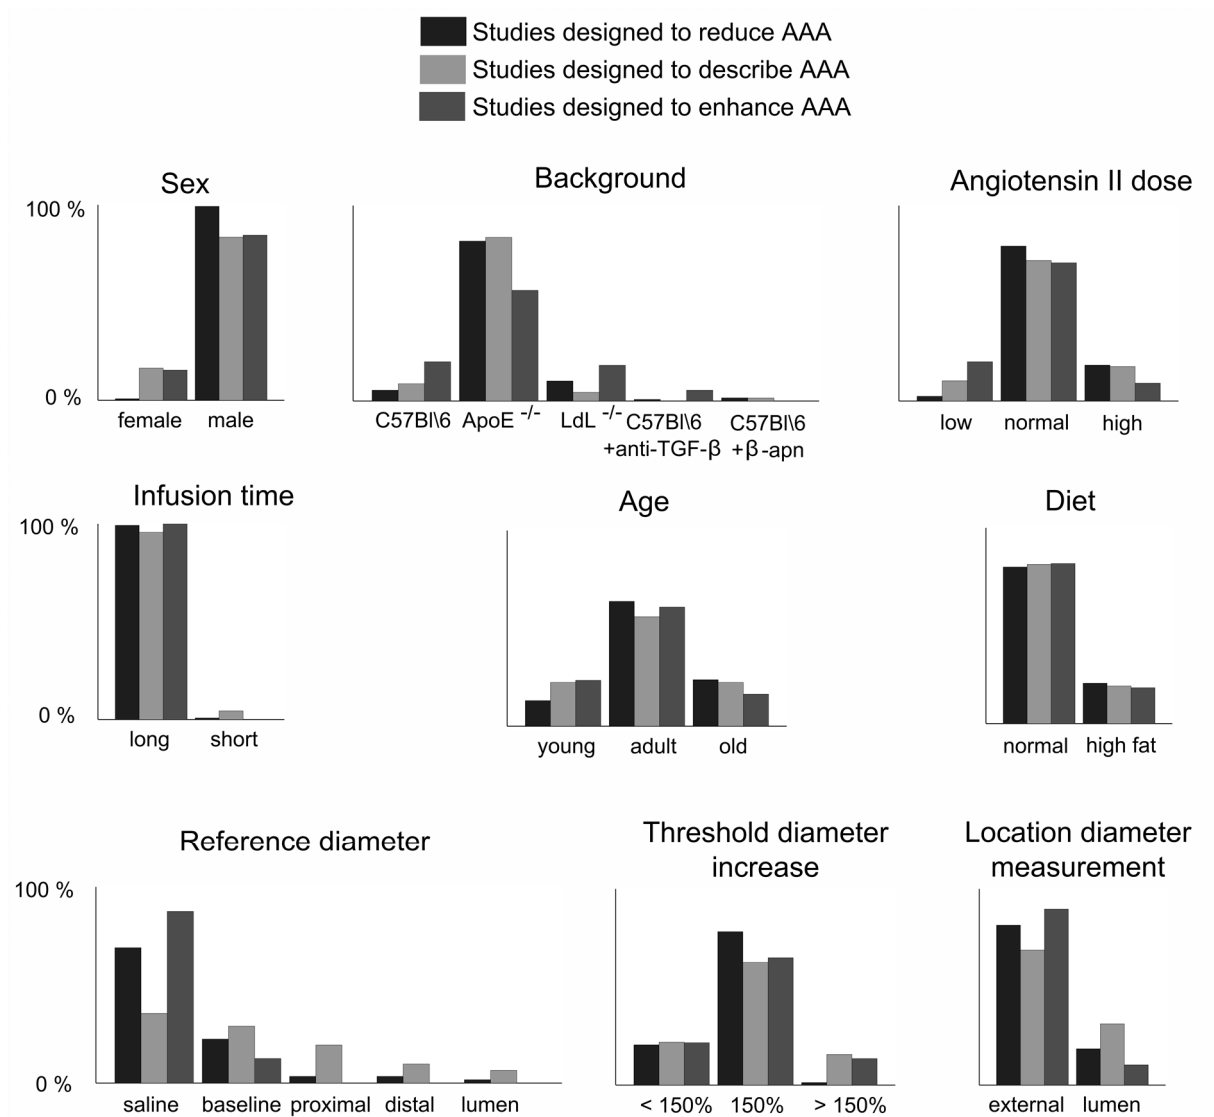 Studies designed to reduce AAA
Studies designed to describe AAA
Studies designed to enhance AAA
Sex
100 %
0 %
female male
Background
C57Bl\6 ApoE -/- LdL -/- C57Bl\6 C57Bl\6
+anti-TGF-β +β-apn
Angiotensin II dose
low normal high
Infusion time
100 %
0 %
long short
Age
young adult old
Diet
normal high fat
Reference diameter
100 %
0 %
saline baseline proximal distal lumen
Threshold diameter
increase
< 150% 150% > 150%
Location diameter
measurement
external lumen